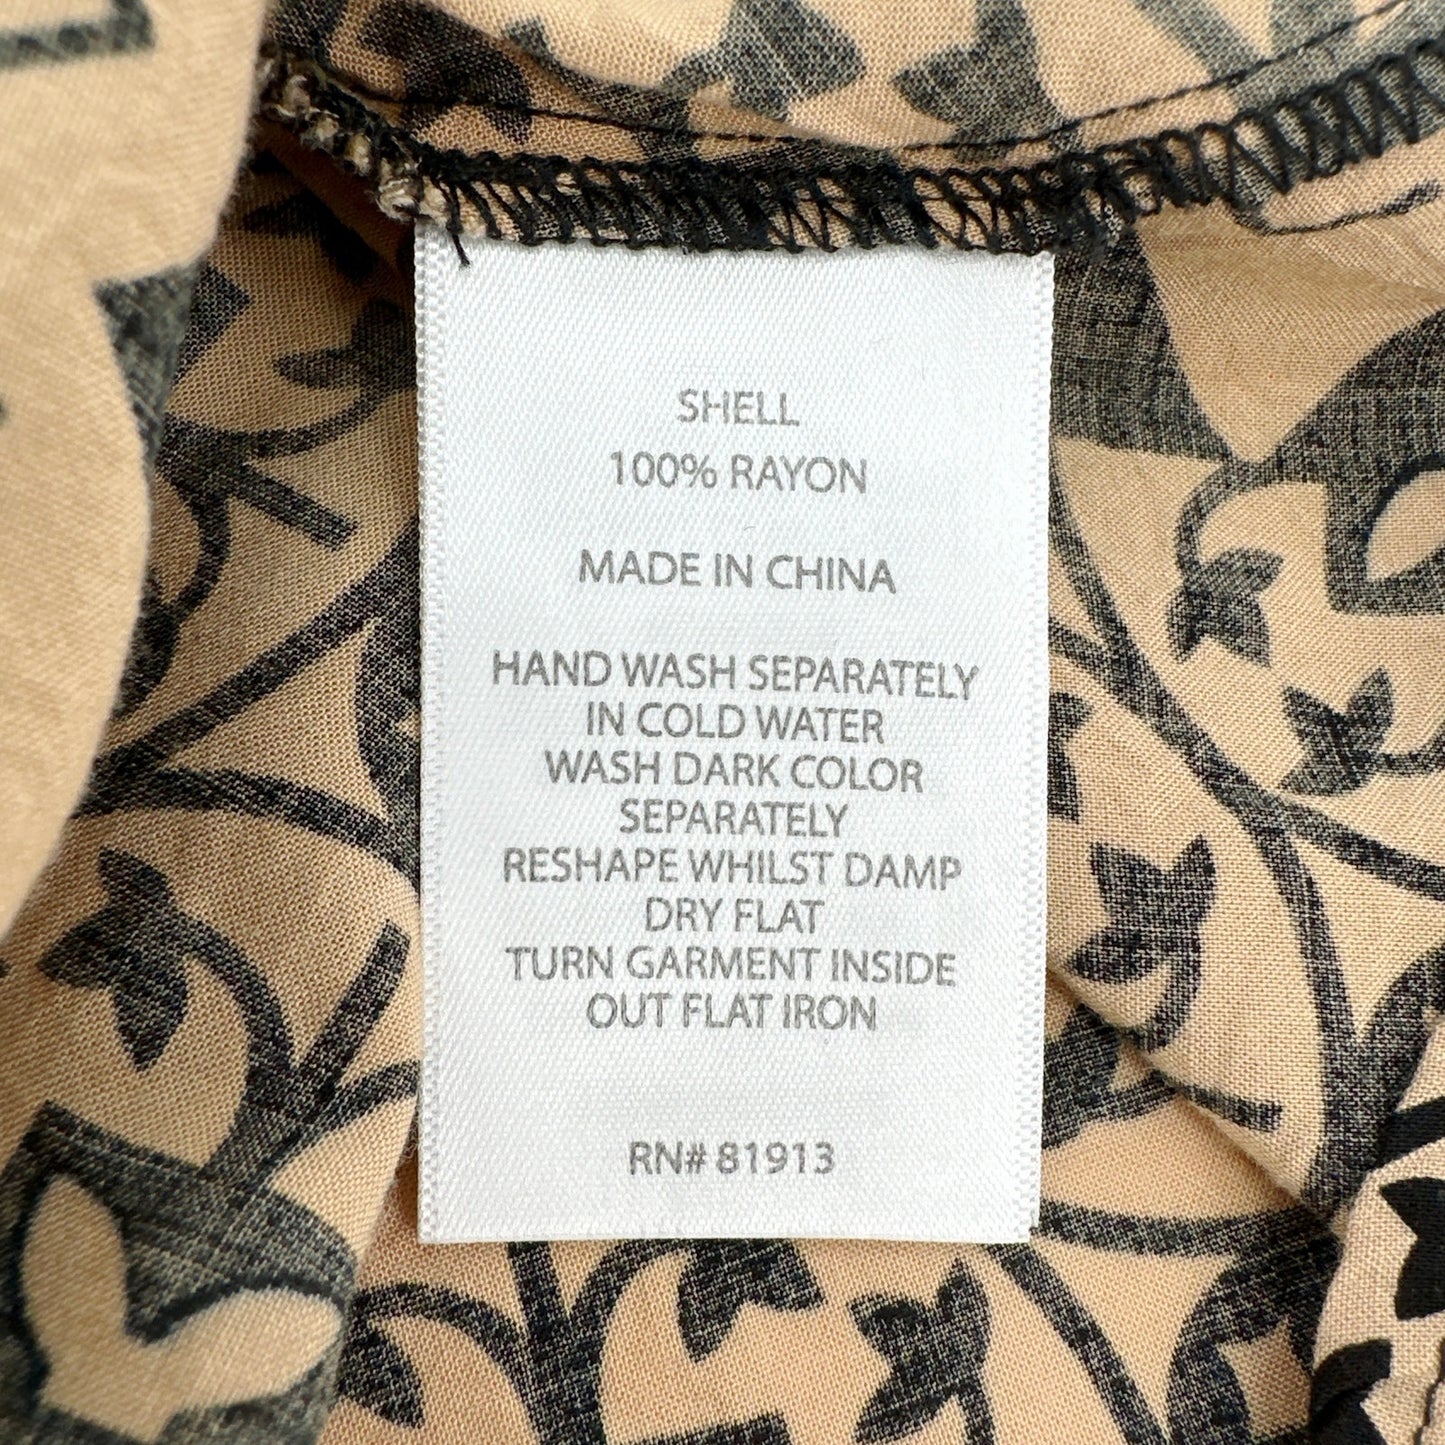 SHELL
100% RAYON
MADE IN CHINA
HAND WASH SEPARATELY
IN COLD WATER
WASH DARK COLOR
SEPARATELY
RESHAPE WHILST DAMP
DRY FLAT
TURN GARMENT INSIDE
OUT FLAT IRON
RN# 81913